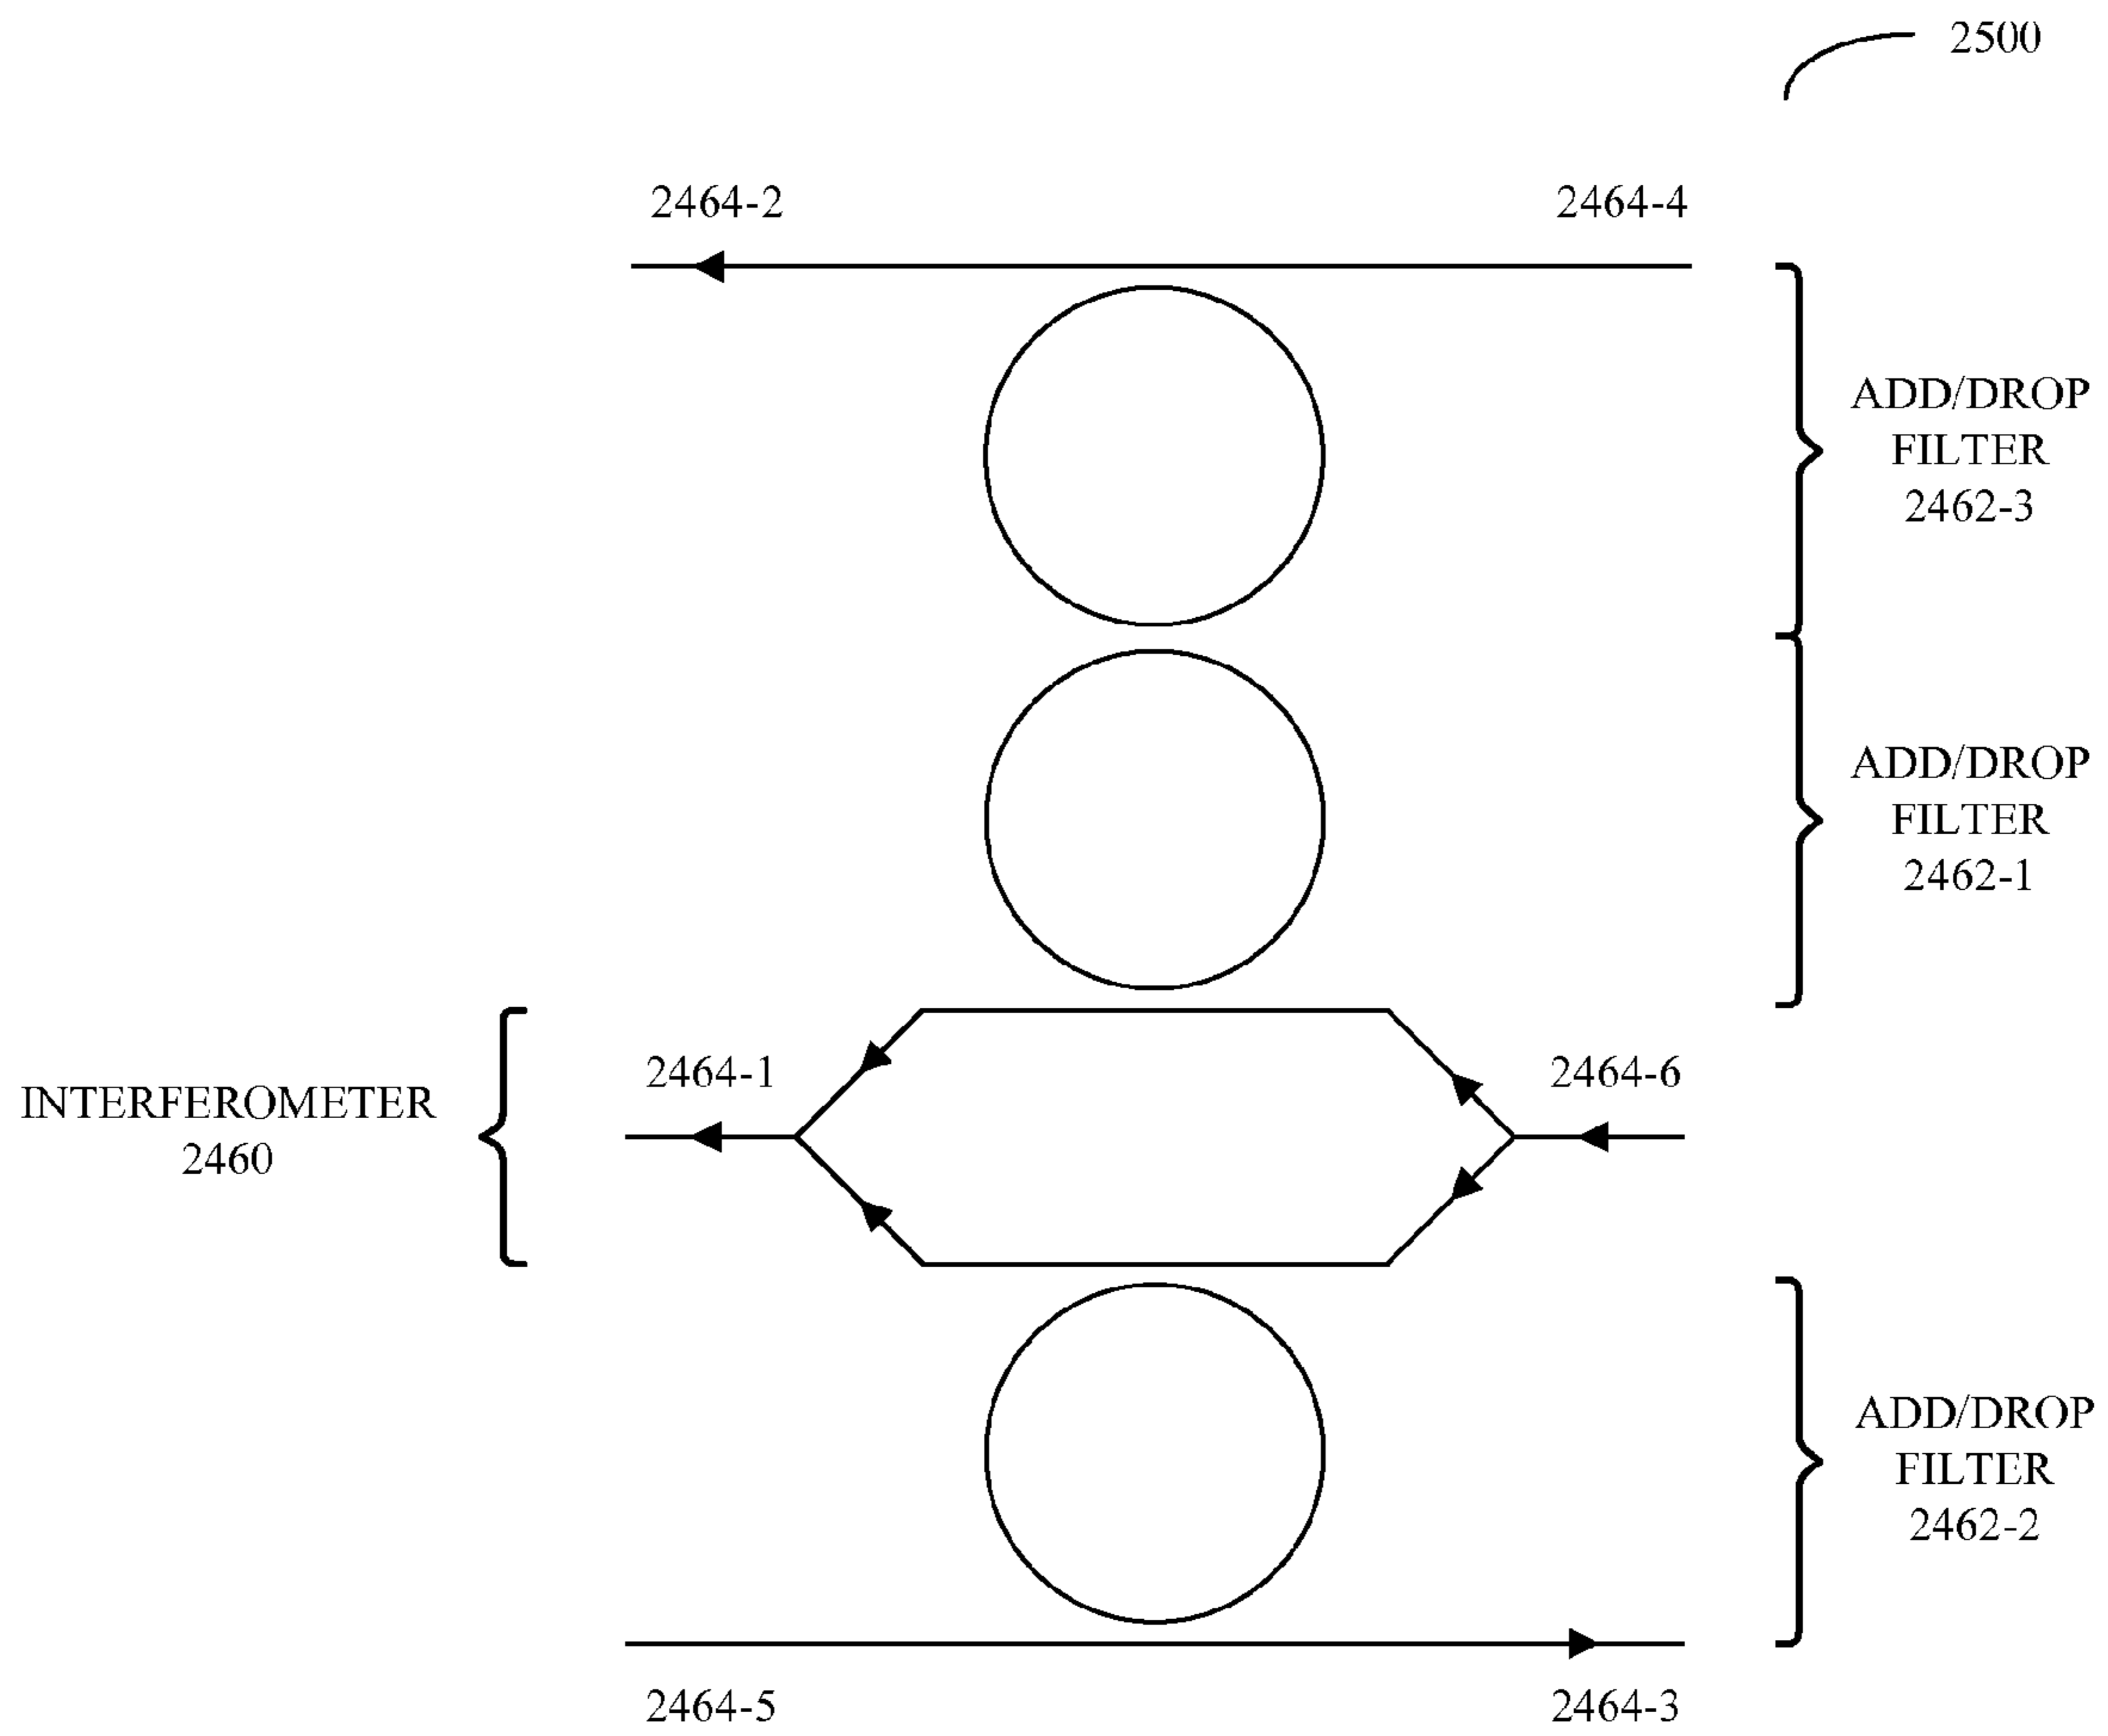 2500
2464-2
2464-4
ADD/DROP
FILTER
2462-3
ADD/DROP
FILTER
2462-1
2464-1
2464-6
INTERFEROMETER
2460
ADD/DROP
FILTER
2462-2
2464-5
2464-3